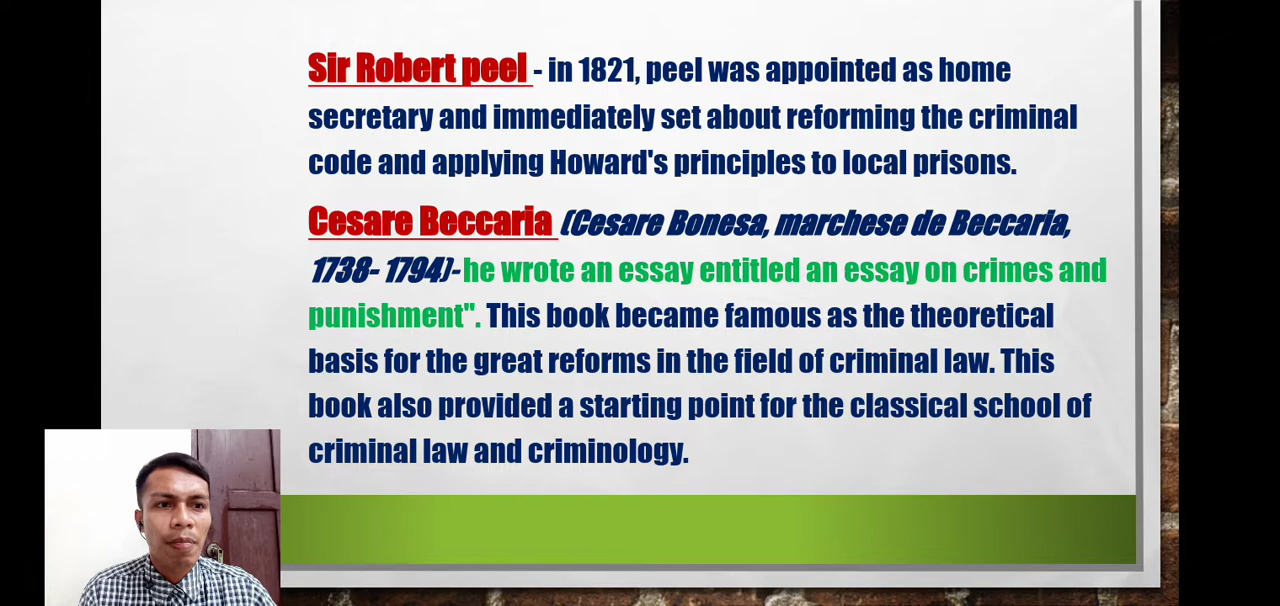 Sir Robert peel - in 1821, peel was appointed as home
secretary and immediately set about reforming the criminal
code and applying Howard's principles to local prisons.
Cesare Beccaria (Cesare Bonesa, marchese de Beccaria,
1738- 1794)- he wrote an essay entitled an essay on crimes and
punishment". This book became famous as the theoretical
basis for the great reforms in the field of criminal law. This
book also provided a starting point for the classical school of
criminal law and criminology.